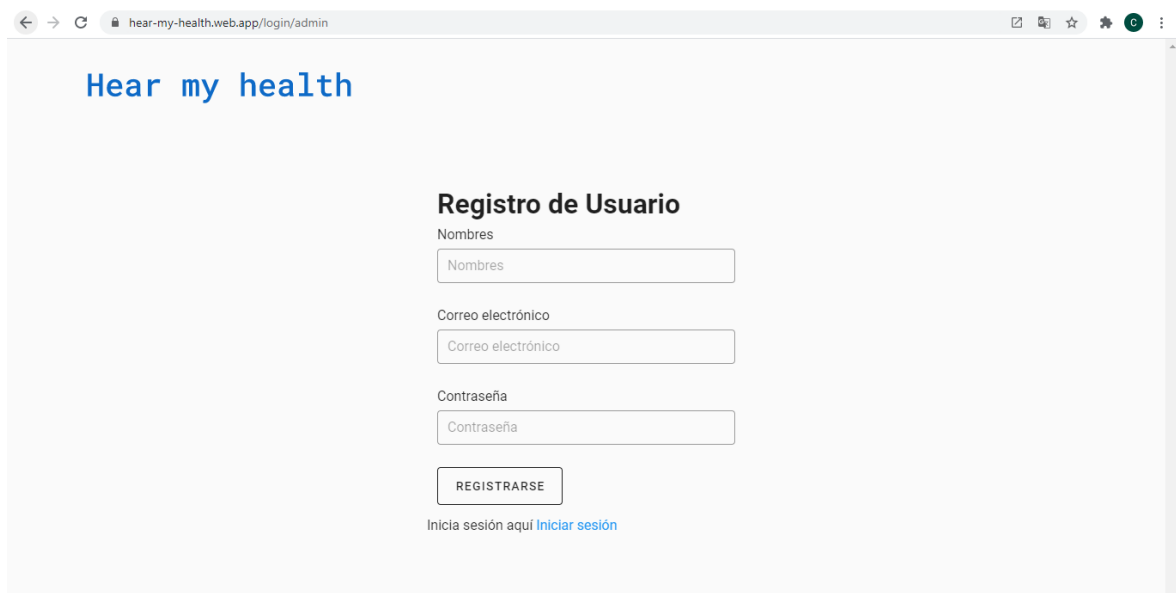 hear-my-health.web.app/login/admin
C
Hear my health
Registro de Usuario
Nombres
Nombres
Correo electrónico
Correo electrónico
Contraseña
Contraseña
REGISTRARSE
Inicia sesión aquí Iniciar sesión